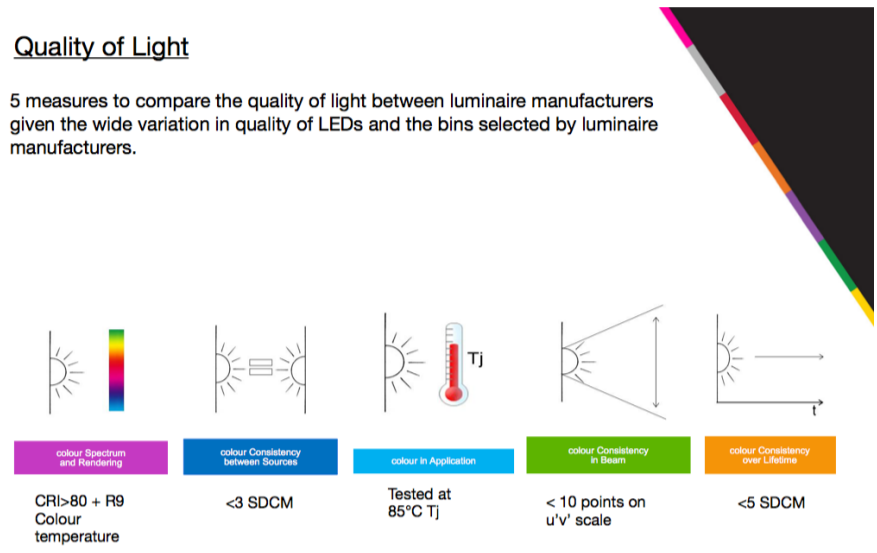 Quality of Light
5 measures to compare the quality of light between luminaire manufacturers
given the wide variation in quality of LEDs and the bins selected by luminaire
manufacturers.
Tj
t
colour Spectrum
and Rendering
colour Consistency
between Sources
colour in Application
colour Consistency
in Beam
colour Consistency
over Lifetime
CRI>80 + R9
Colour
temperature
<3 SDCM
Tested at
85°C Tj
< 10 points on
u'v' scale
<5 SDCM